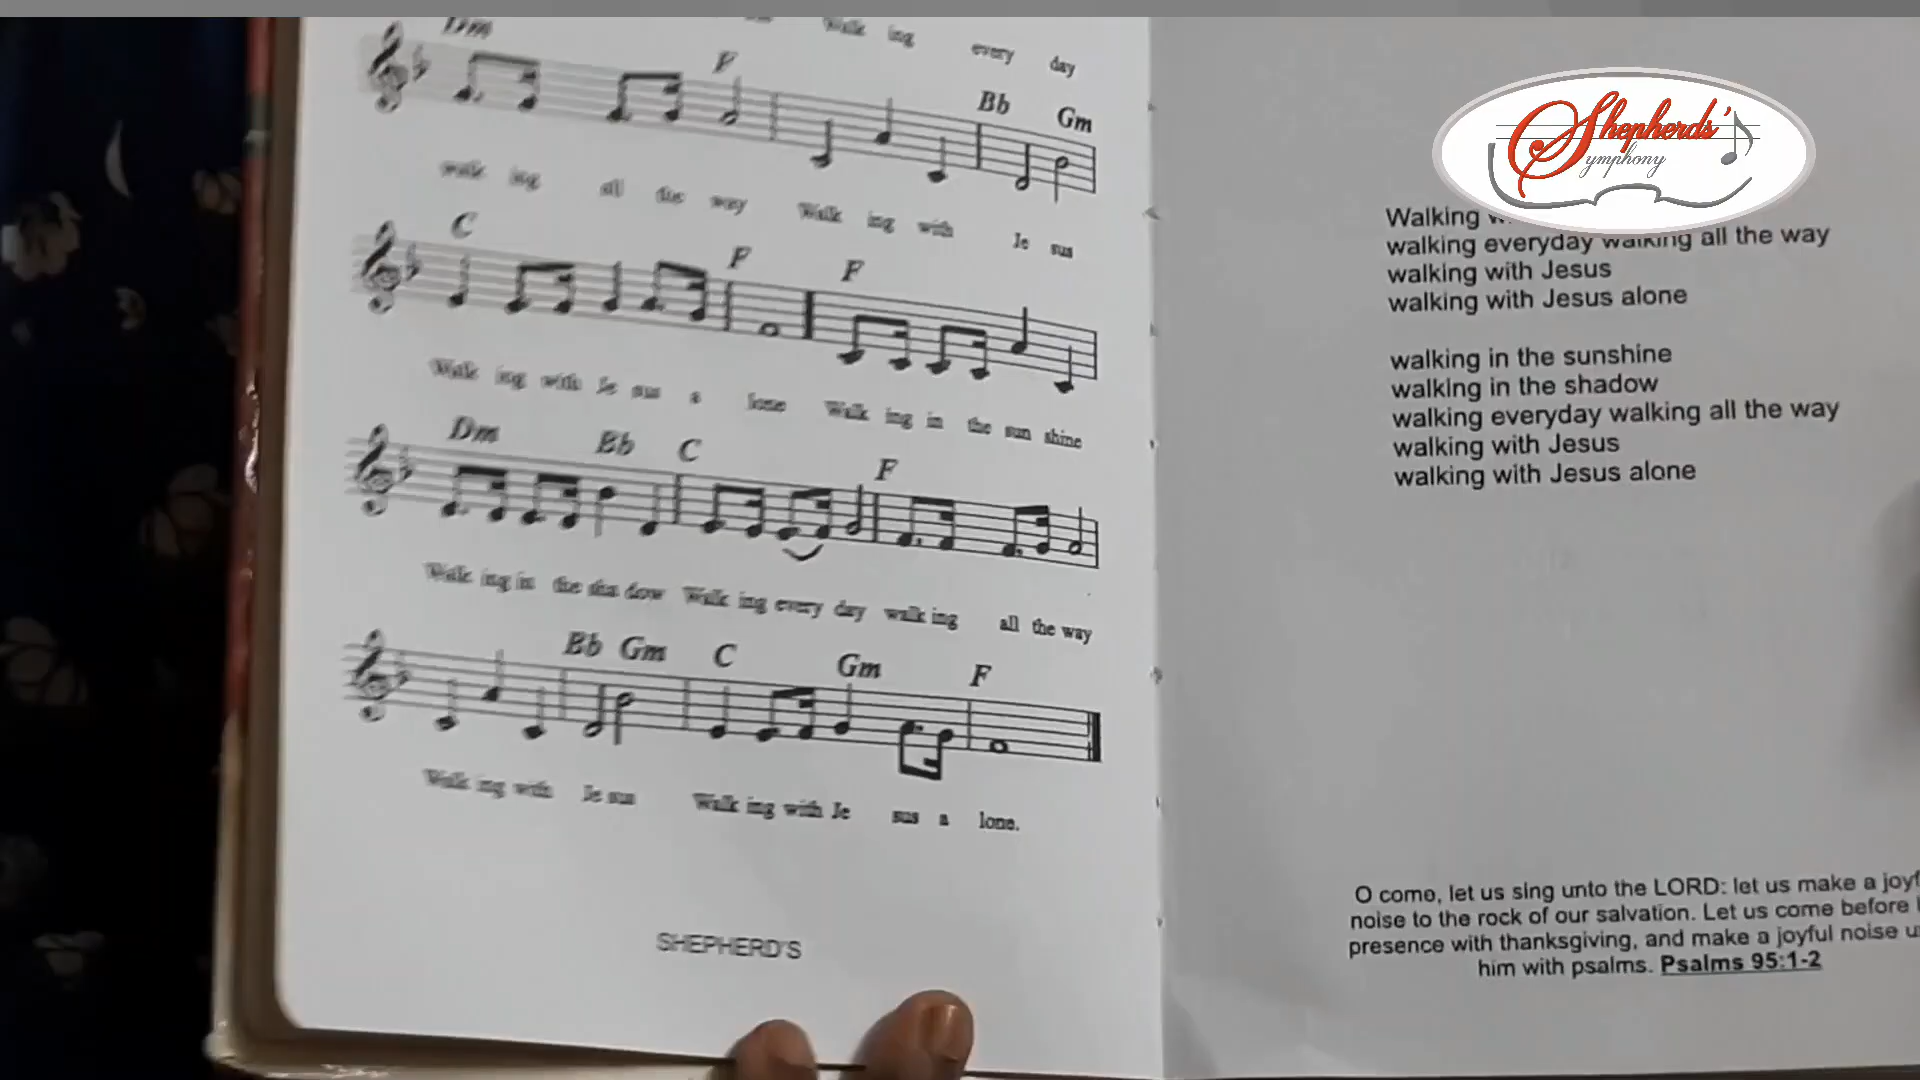 Walk ing every day
Dm F Bb Gm
walk ing all the way Walk ing with Je sus
C F F
Walk ing with Je sus a lone Walk ing in the sun shine
Dm Bb C F
Walk ing in the sha dow Walk ing every day walk ing all the way
Bb Gm C Gm F
Walk ing with Je sus Walk ing with Je sus a lone.
SHEPHERD'S
Shepherds'
Symphony
Walking
walking everyday walking all the way
walking with Jesus
walking with Jesus alone
walking in the sunshine
walking in the shadow
walking everyday walking all the way
walking with Jesus
walking with Jesus alone
O come, let us sing unto the LORD: let us make a
noise to the rock of our salvation. Let us come before
presence with thanksgiving, and make a joyful noise
him with psalms. Psalms 95:1-2